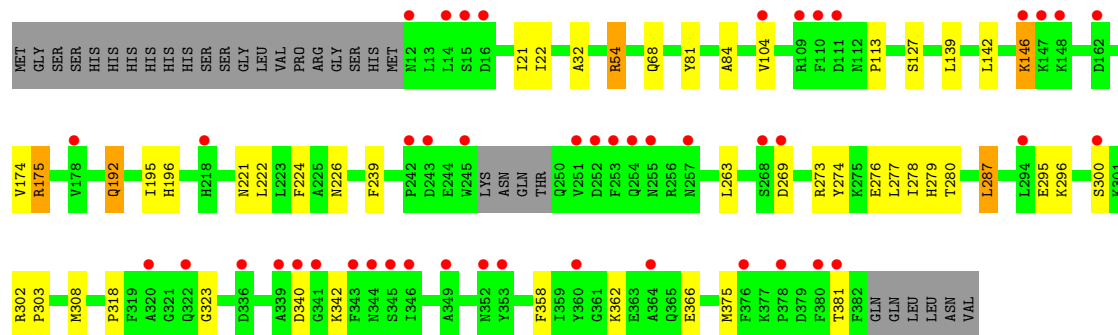 MET GLY SER SER HIS HIS HIS HIS HIS HIS HIS SER SER GLY LEU VAL PRO ARG GLY SER HIS MET N12 L13 L14 S15 D16 I21 I22 A32 R54 Q68 Y81 A84 V104 R109 F110 D111 N112 P113 S127 L139 L142 K146 K147 K148 D162
V174 R175 V178 Q192 I195 H196 H218 N221 L222 L223 F224 A225 N226 F239 P242 D243 E244 W245 LYS ASN GLN THR Q250 V251 D252 F253 Q254 N255 R256 N257 L263 S268 D269 R273 Y274 K275 E276 L277 I278 H279 T280 L287 L294 E295 K296 S300
R302 P303 M308 P318 F319 A320 G321 Q322 G323 D336 A339 D340 G341 K342 F343 N344 S345 I346 A349 N352 Y353 F358 I359 Y360 G361 K362 E363 A364 Q365 E366 M375 F376 K377 P378 D379 F380 T381 F382 GLN GLN LEU LEU ASN VAL